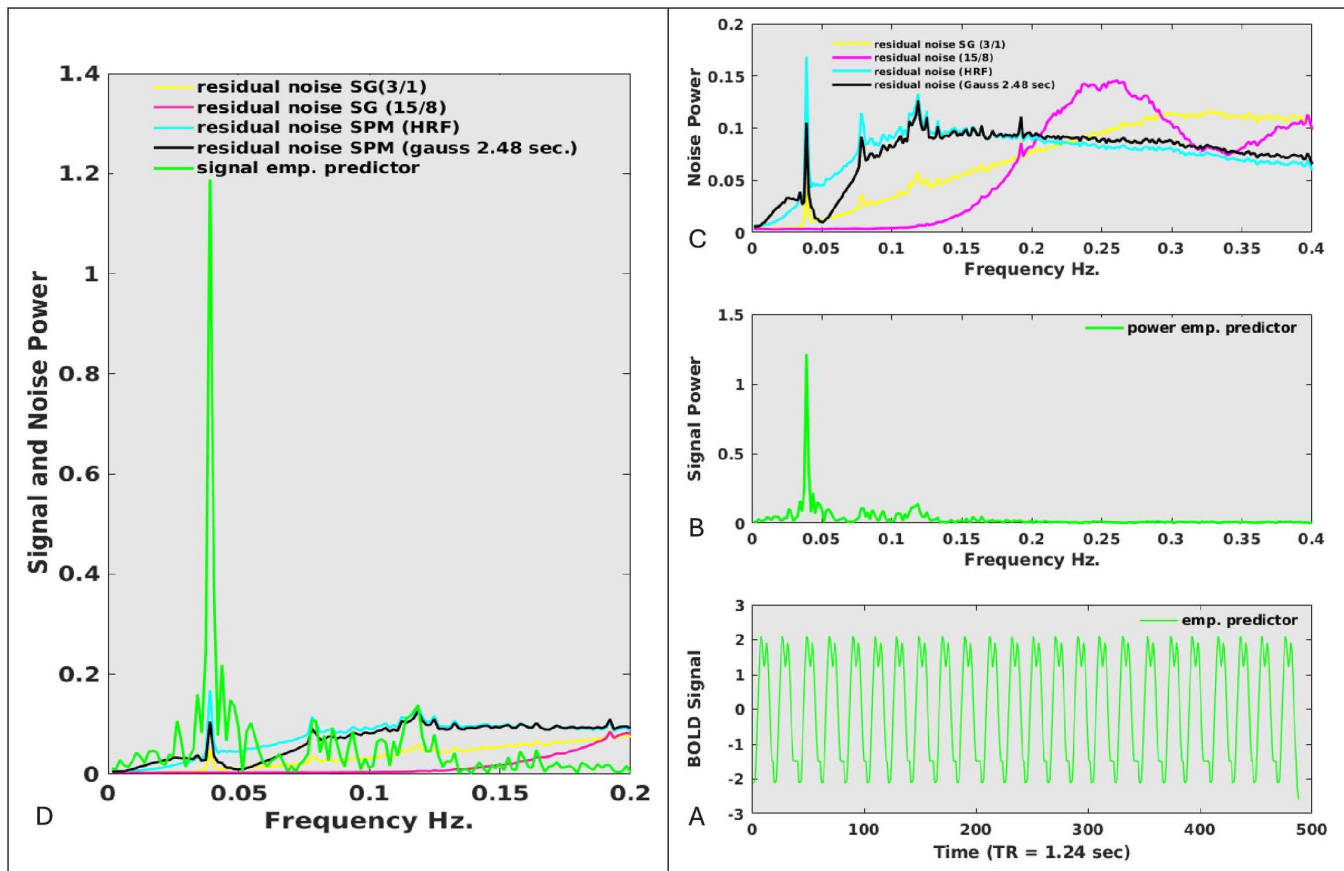 1.4
1.2
1
0.8
0.6
0.4
0.2
0
Signal and Noise Power
residual noise SG(3/1)
residual noise SG (15/8)
residual noise SPM (HRF)
residual noise SPM (gauss 2.48 sec.)
signal emp. predictor
0 0.05 0.1 0.15 0.2
Frequency Hz.
D
0.2
0.15
0.1
0.05
0
Noise Power
residual noise SG (3/1)
residual noise (15/8)
residual noise (HRF)
residual noise (Gauss 2.48 sec)
0 0.05 0.1 0.15 0.2 0.25 0.3 0.35 0.4
Frequency Hz.
C
1.5
1
0.5
0
Signal Power
power emp. predictor
0 0.05 0.1 0.15 0.2 0.25 0.3 0.35 0.4
Frequency Hz.
B
3
2
1
0
-1
-2
-3
BOLD Signal
emp. predictor
0 100 200 300 400 500
Time (TR = 1.24 sec)
A